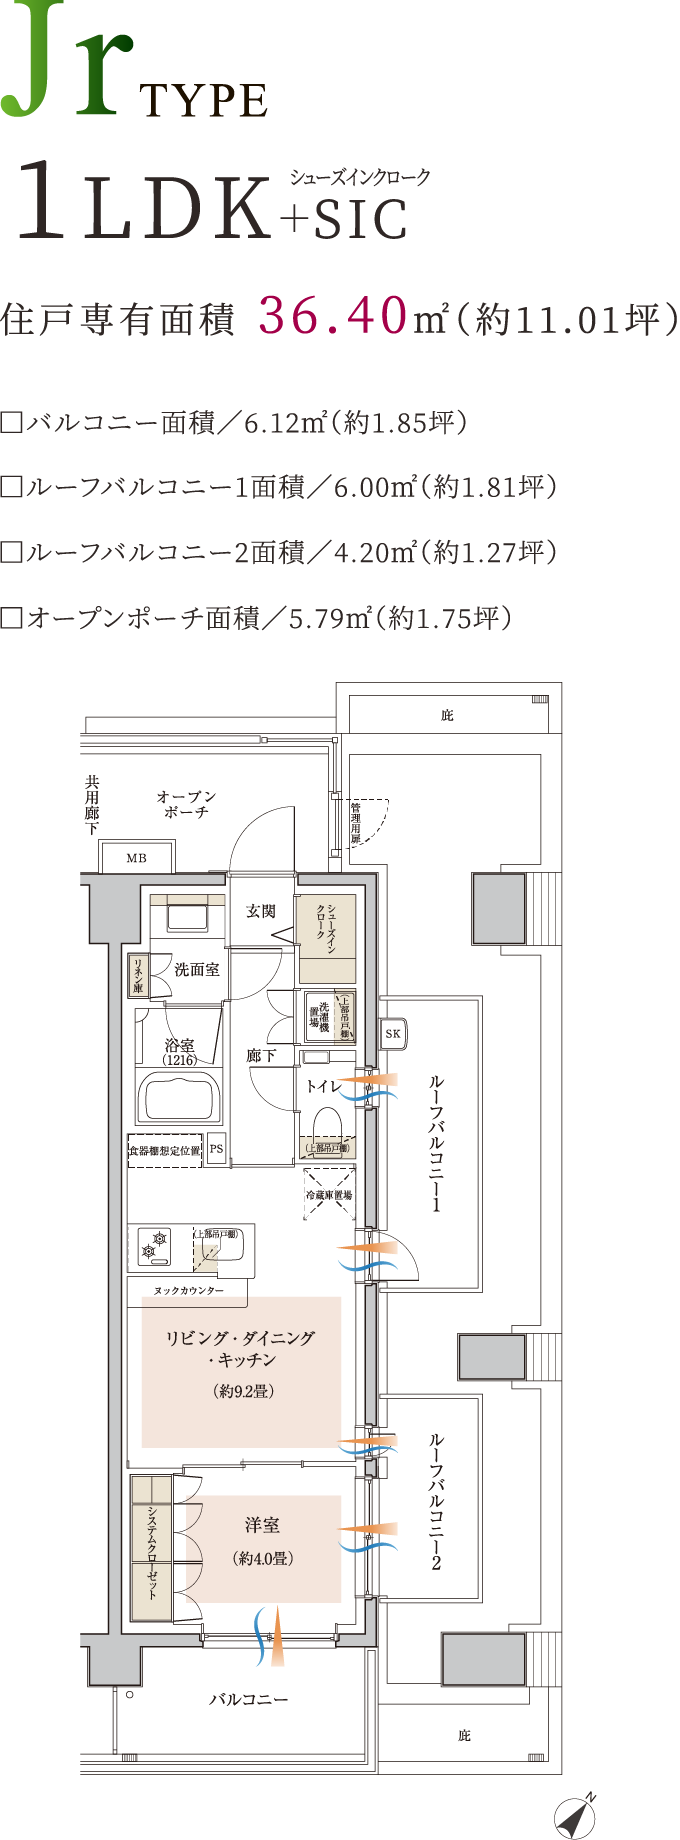 Jr TYPE
シューズインクローク
1LDK+SIC
住戸専有面積 36.40㎡(約11.01坪)
□バルコニー面積／6.12㎡(約1.85坪)
□ルーフバルコニー1面積／6.00㎡(約1.81坪)
□ルーフバルコニー2面積／4.20㎡(約1.27坪)
□オープンポーチ面積／5.79㎡(約1.75坪)
庇
共用廊下
オープン
ポーチ
管理用扉
MB
玄関
シューズイン
クローク
洗面室
リネン庫
洗濯機
置場
(上部吊戸棚)
SK
浴室
(1216)
廊下
トイレ
(上部吊戸棚)
ルーフバルコニー1
食器棚想定位置
PS
冷蔵庫置場
(上部吊戸棚)
ヌックカウンター
リビング・ダイニング
・キッチン
(約9.2畳)
ルーフバルコニー2
洋室
(約4.0畳)
システムクローゼット
バルコニー
庇
N